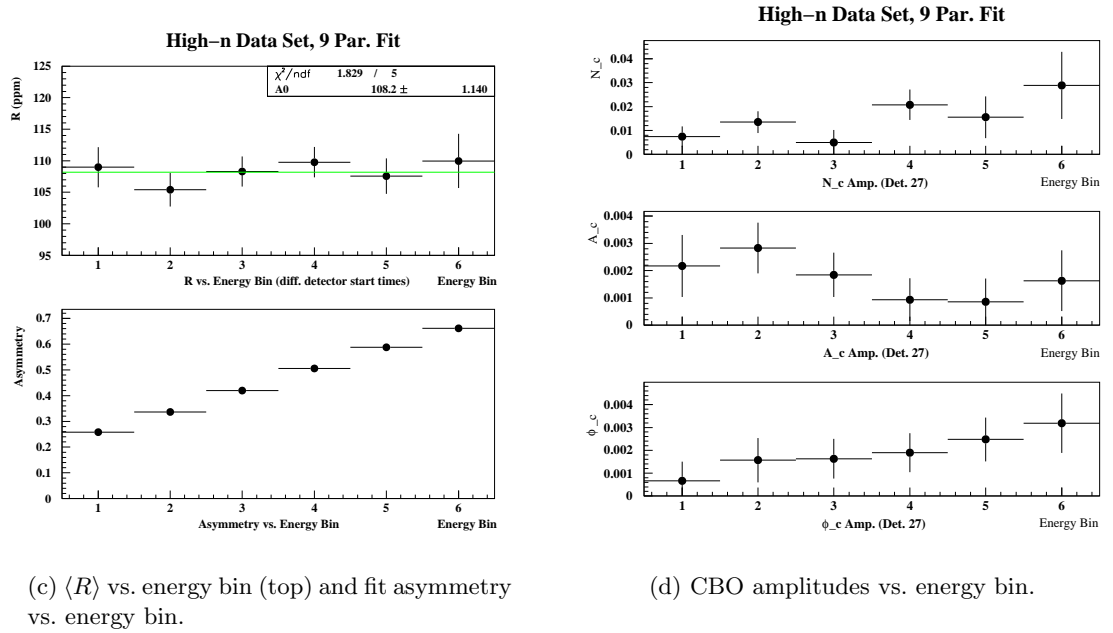 High−n Data Set, 9 Par. Fit
R (ppm)
125
120
115
110
105
100
95
χ²/ndf 1.829 / 5
A0 108.2 ± 1.140
1 2 3 4 5 6
R vs. Energy Bin (diff. detector start times) Energy Bin
Asymmetry
0.7
0.6
0.5
0.4
0.3
0.2
0.1
0
1 2 3 4 5 6
Asymmetry vs. Energy Bin Energy Bin
(c) ⟨R⟩ vs. energy bin (top) and fit asymmetry
vs. energy bin.
High−n Data Set, 9 Par. Fit
N_c
0.04
0.03
0.02
0.01
0
1 2 3 4 5 6
N_c Amp. (Det. 27) Energy Bin
A_c
0.004
0.003
0.002
0.001
0
1 2 3 4 5 6
A_c Amp. (Det. 27) Energy Bin
ϕ_c
0.004
0.003
0.002
0.001
0
1 2 3 4 5 6
ϕ_c Amp. (Det. 27) Energy Bin
(d) CBO amplitudes vs. energy bin.